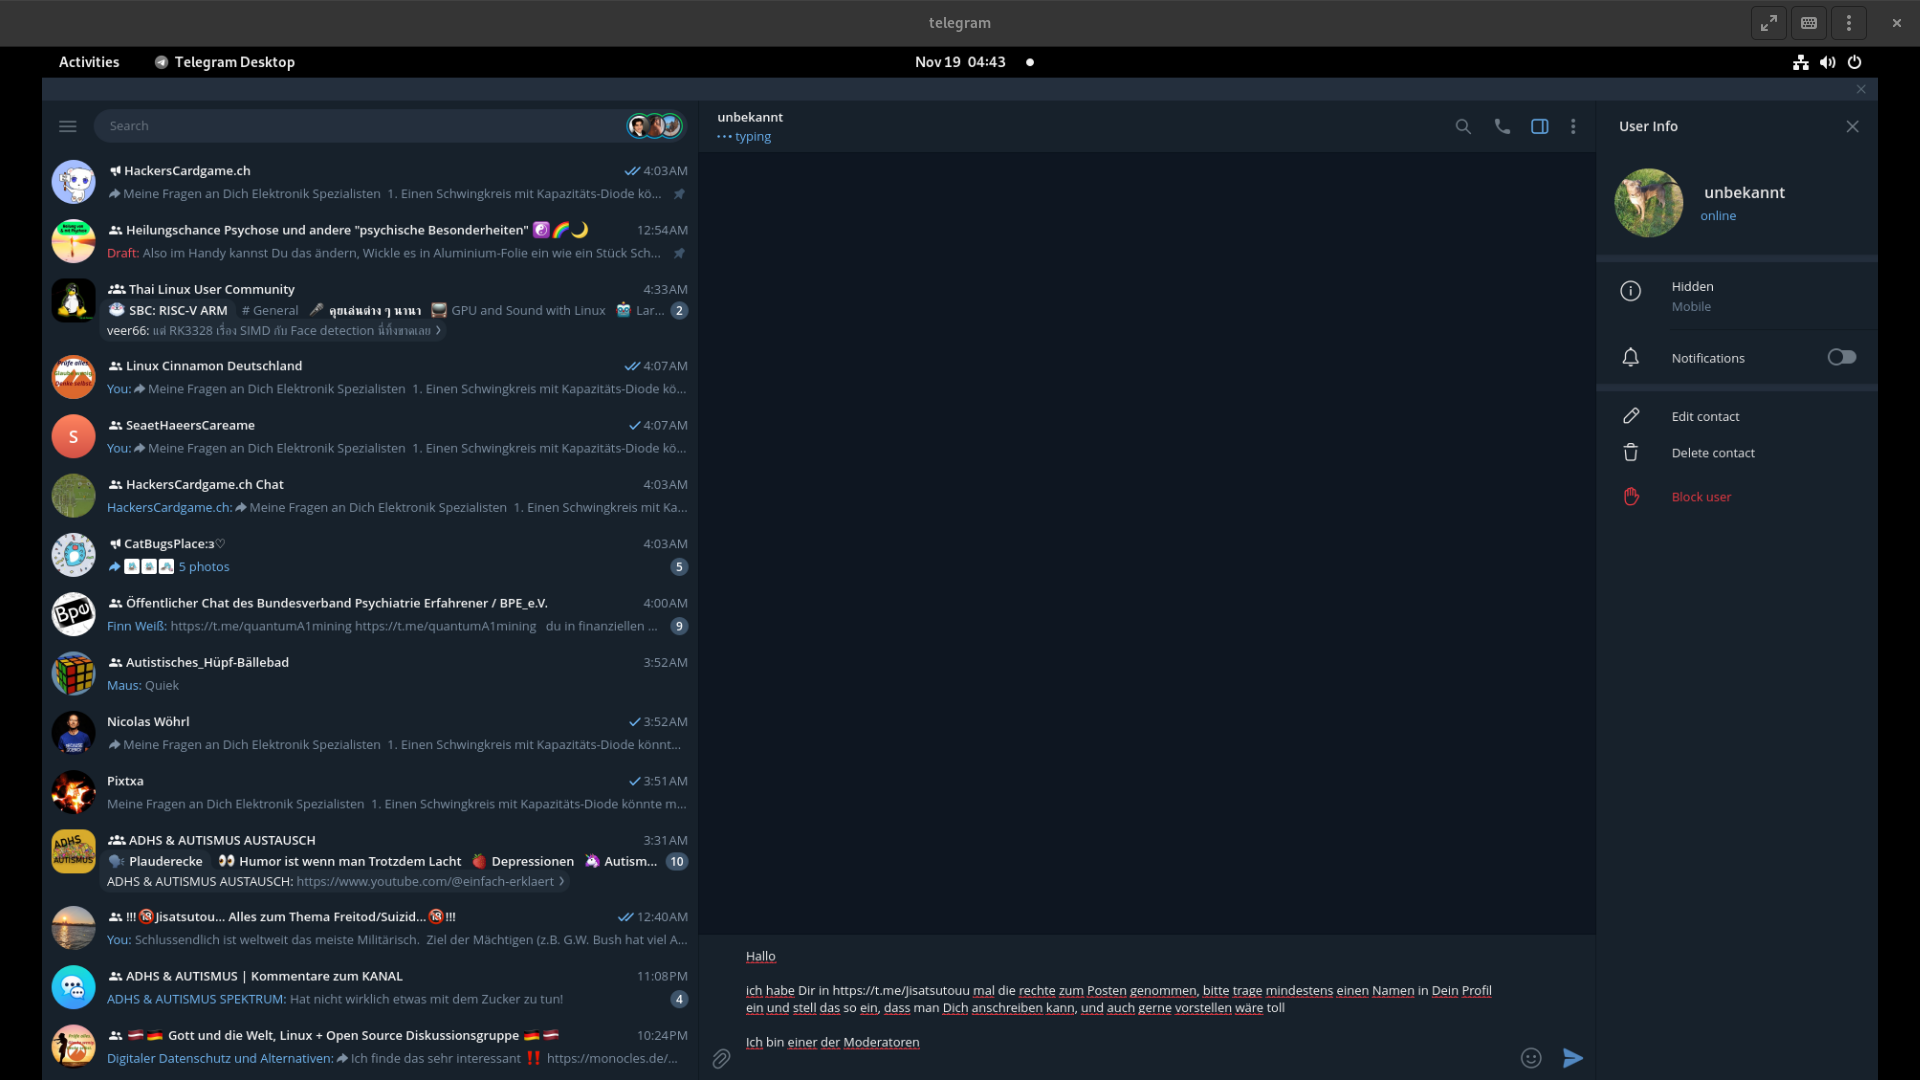 telegram
Activities
Telegram Desktop
Nov 19 04:43
Search
HackersCardgame.ch 4:03AM
Meine Fragen an Dich Elektronik Spezialisten 1. Einen Schwingkreis mit Kapazitäts-Diode kö...
Heilungschance Psychose und andere "psychische Besonderheiten" 12:54AM
Draft: Also im Handy kannst Du das ändern, Wickle es in Aluminium-Folie ein wie ein Stück Sch...
Thai Linux User Community 4:33AM
SBC: RISC-V ARM # General คุยเล่นต่าง ๆ นานา GPU and Sound with Linux Lar... 2
veer66: แต่ RK3328 เรื่อง SIMD กับ Face detection นี่ทิ้งขาดเลย
Linux Cinnamon Deutschland 4:07AM
You: Meine Fragen an Dich Elektronik Spezialisten 1. Einen Schwingkreis mit Kapazitäts-Diode kö...
S
SeaetHaeersCareame 4:07AM
You: Meine Fragen an Dich Elektronik Spezialisten 1. Einen Schwingkreis mit Kapazitäts-Diode kö...
HackersCardgame.ch Chat 4:03AM
HackersCardgame.ch: Meine Fragen an Dich Elektronik Spezialisten 1. Einen Schwingkreis mit Ka...
CatBugsPlace:з♡ 4:03AM
5 photos 5
Bpe
Öffentlicher Chat des Bundesverband Psychiatrie Erfahrener / BPE_e.V. 4:00AM
Finn Weiß: https://t.me/quantumA1mining https://t.me/quantumA1mining du in finanziellen ... 9
Autistisches_Hüpf-Bällebad 3:52AM
Maus: Quiek
Nicolas Wöhrl 3:52AM
Meine Fragen an Dich Elektronik Spezialisten 1. Einen Schwingkreis mit Kapazitäts-Diode könnt...
Pixtxa 3:51AM
Meine Fragen an Dich Elektronik Spezialisten 1. Einen Schwingkreis mit Kapazitäts-Diode könnte m...
ADHS
AUTISMUS
ADHS & AUTISMUS AUSTAUSCH 3:31AM
Plauderecke Humor ist wenn man Trotzdem Lacht Depressionen Autism... 10
ADHS & AUTISMUS AUSTAUSCH: https://www.youtube.com/@einfach-erklaert
!!!🔞Jisatsutou... Alles zum Thema Freitod/Suizid...🔞!!! 12:40AM
You: Schlussendlich ist weltweit das meiste Militärisch. Ziel der Mächtigen (z.B. G.W. Bush hat viel A...
ADHS & AUTISMUS | Kommentare zum KANAL 11:08PM
ADHS & AUTISMUS SPEKTRUM: Hat nicht wirklich etwas mit dem Zucker zu tun! 4
Gott und die Welt, Linux + Open Source Diskussionsgruppe 10:24PM
Digitaler Datenschutz und Alternativen: Ich finde das sehr interessant ‼️ https://monocles.de/...
unbekannt
typing
Hallo
ich habe Dir in https://t.me/Jisatsutouu mal die rechte zum Posten genommen, bitte trage mindestens einen Namen in Dein Profil
ein und stell das so ein, dass man Dich anschreiben kann, und auch gerne vorstellen wäre toll
Ich bin einer der Moderatoren
User Info
unbekannt
online
Hidden
Mobile
Notifications
Edit contact
Delete contact
Block user